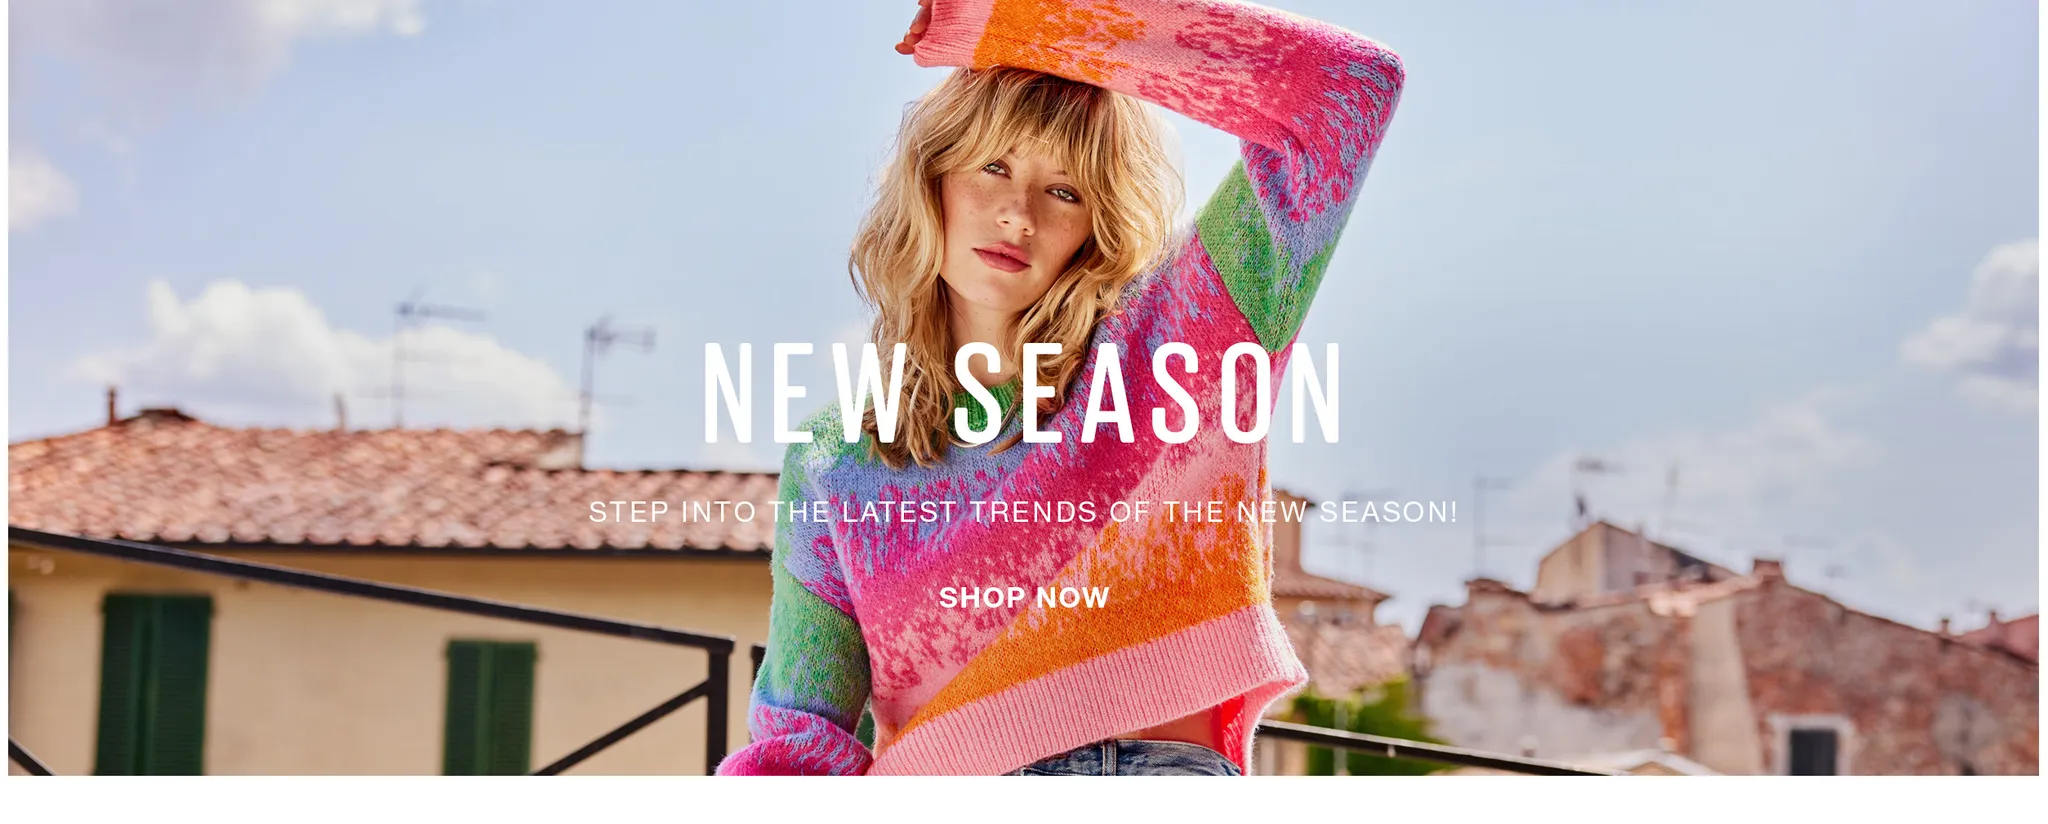 NEW SEASON
STEP INTO THE LATEST TRENDS OF THE NEW SEASON!
SHOP NOW